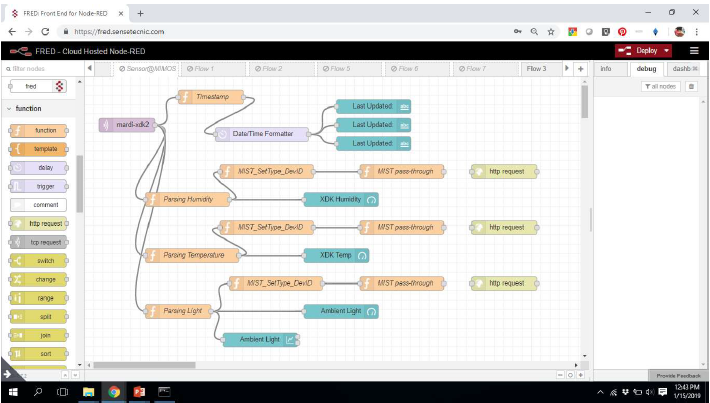 FREDi Front End for Node-RED
https://fred.sensetecnic.com
FRED - Cloud Hosted Node-RED
Deploy
filter nodes
Sensor@MIMOS
Flow 1
Flow 2
Flow 5
Flow 6
Flow 7
Flow 3
info
debug
dashb
all nodes
fred
function
function
template
delay
trigger
comment
http request
tcp request
switch
change
range
split
join
sort
Timestamp
mardi-xdk2
Date/Time Formatter
Last Updated
abc
Last Updated
abc
Last Updated
abc
MIST_SetType_DevID
MIST pass-through
http request
Parsing Humidity
XDK Humidity
MIST_SetType_DevID
MIST pass-through
http request
Parsing Temperature
XDK Temp
MIST_SetType_DevID
MIST pass-through
http request
Parsing Light
Ambient Light
Ambient Light
Provide Feedback
12:43 PM
1/15/2019